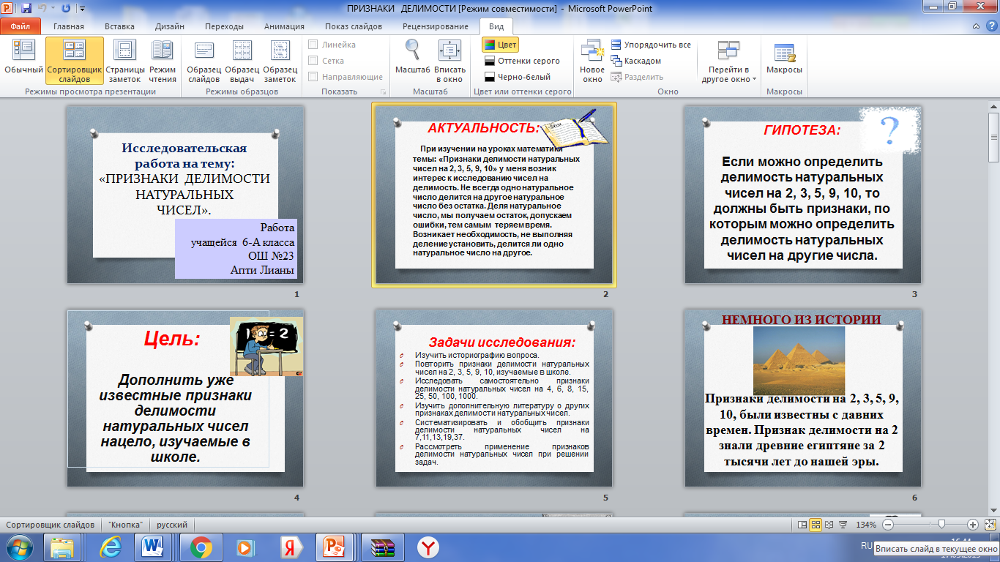 ПРИЗНАКИ ДЕЛИМОСТИ [Режим совместимости] - Microsoft PowerPoint
Файл Главная Вставка Дизайн Переходы Анимация Показ слайдов Рецензирование Вид
Обычный
Сортировщик слайдов
Страницы заметок
Режим чтения
Режимы просмотра презентации
Образец слайдов
Образец выдач
Образец заметок
Режимы образцов
Линейка
Сетка
Направляющие
Показать
Масштаб
Вписать в окно
Масштаб
Цвет
Оттенки серого
Черно-белый
Цвет или оттенки серого
Новое окно
Упорядочить все
Каскадом
Разделить
Перейти в другое окно
Окно
Макросы
Макросы
Исследовательская
работа на тему:
«ПРИЗНАКИ ДЕЛИМОСТИ
НАТУРАЛЬНЫХ
ЧИСЕЛ».
Работа
учащейся 6-А класса
ОШ №23
Апти Лианы
1
АКТУАЛЬНОСТЬ:
При изучении на уроках математики
темы: «Признаки делимости натуральных
чисел на 2, 3, 5, 9, 10» у меня возник
интерес к исследованию чисел на
делимость. Не всегда одно натуральное
число делится на другое натуральное
число без остатка. Деля натуральное
число, мы получаем остаток, допускаем
ошибки, тем самым теряем время.
Возникает необходимость, не выполняя
деление установить, делится ли одно
натуральное число на другое.
2
ГИПОТЕЗА:
?
Если можно определить
делимость натуральных
чисел на 2, 3, 5, 9, 10, то
должны быть признаки, по
которым можно определить
делимость натуральных
чисел на другие числа.
3
Цель:
Дополнить уже
известные признаки
делимости
натуральных чисел
нацело, изучаемые в
школе.
4
Задачи исследования:
Изучить историографию вопроса.
Повторить признаки делимости натуральных
чисел на 2, 3, 5, 9, 10, изучаемые в школе.
Исследовать самостоятельно признаки
делимости натуральных чисел на 4, 6, 8, 15,
25, 50, 100, 1000.
Изучить дополнительную литературу о других
признаках делимости натуральных чисел.
Систематизировать и обобщить признаки
делимости натуральных чисел на
7,11,13,19,37.
Рассмотреть применение признаков
делимости натуральных чисел при решении
задач.
5
НЕМНОГО ИЗ ИСТОРИИ
Признаки делимости на 2, 3, 5, 9,
10, были известны с давних
времен. Признак делимости на 2
знали древние египтяне за 2
тысячи лет до нашей эры.
6
Сортировщик слайдов "Кнопка" русский 134%
RU
Вписать слайд в текущее окно